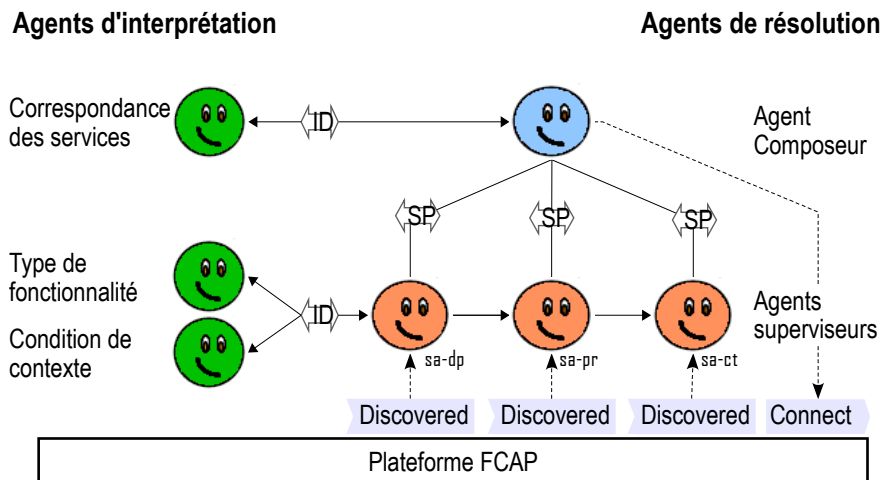 Agents d'interprétation
Agents de résolution
Correspondance
des services
ID
Agent
Composeur
SP
SP
SP
Type de
fonctionnalité
ID
Condition de
contexte
Agents
superviseurs
sa-dp
sa-pr
sa-ct
Discovered
Discovered
Discovered
Connect
Plateforme FCAP